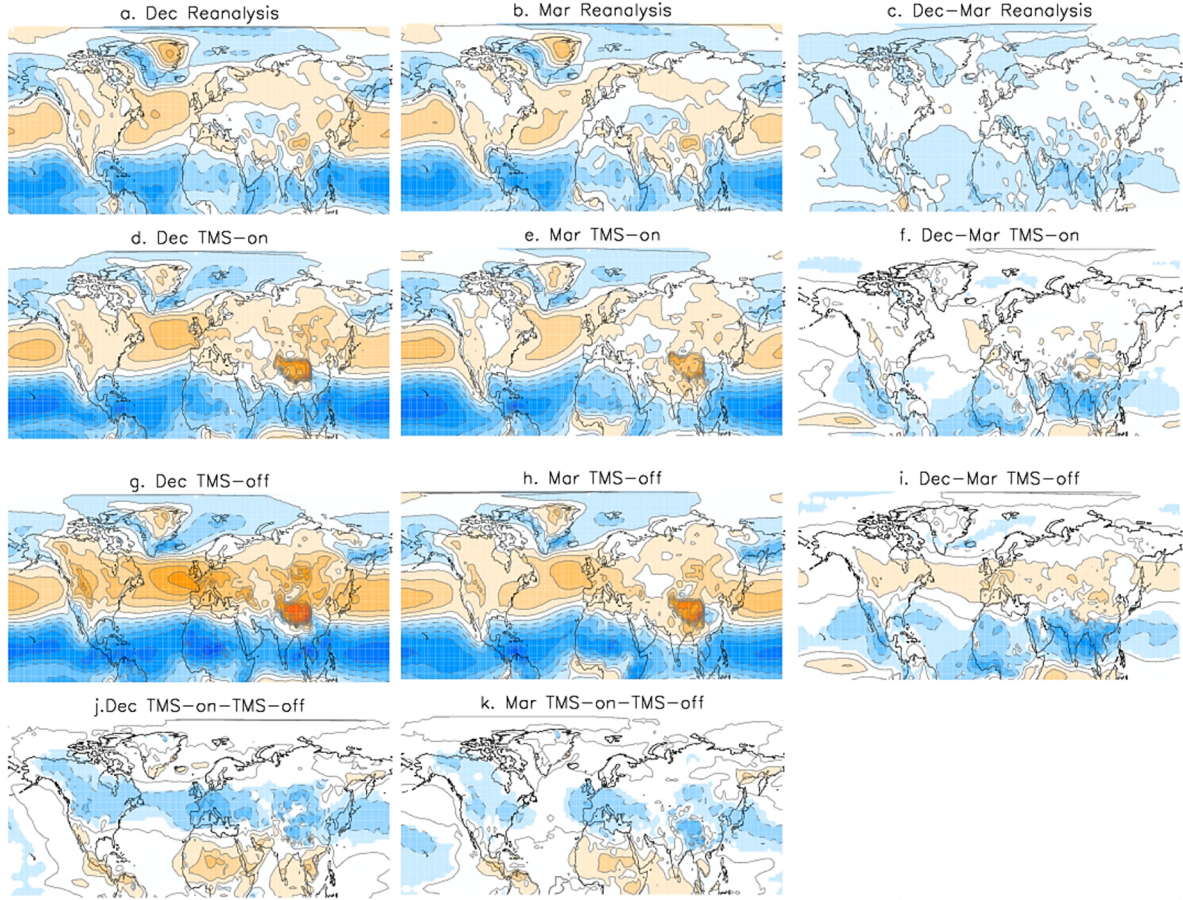 a. Dec Reanalysis
b. Mar Reanalysis
c. Dec−Mar Reanalysis
d. Dec TMS−on
e. Mar TMS−on
f. Dec−Mar TMS−on
g. Dec TMS−off
h. Mar TMS−off
i. Dec−Mar TMS−off
j.Dec TMS−on−TMS−off
k. Mar TMS−on−TMS−off